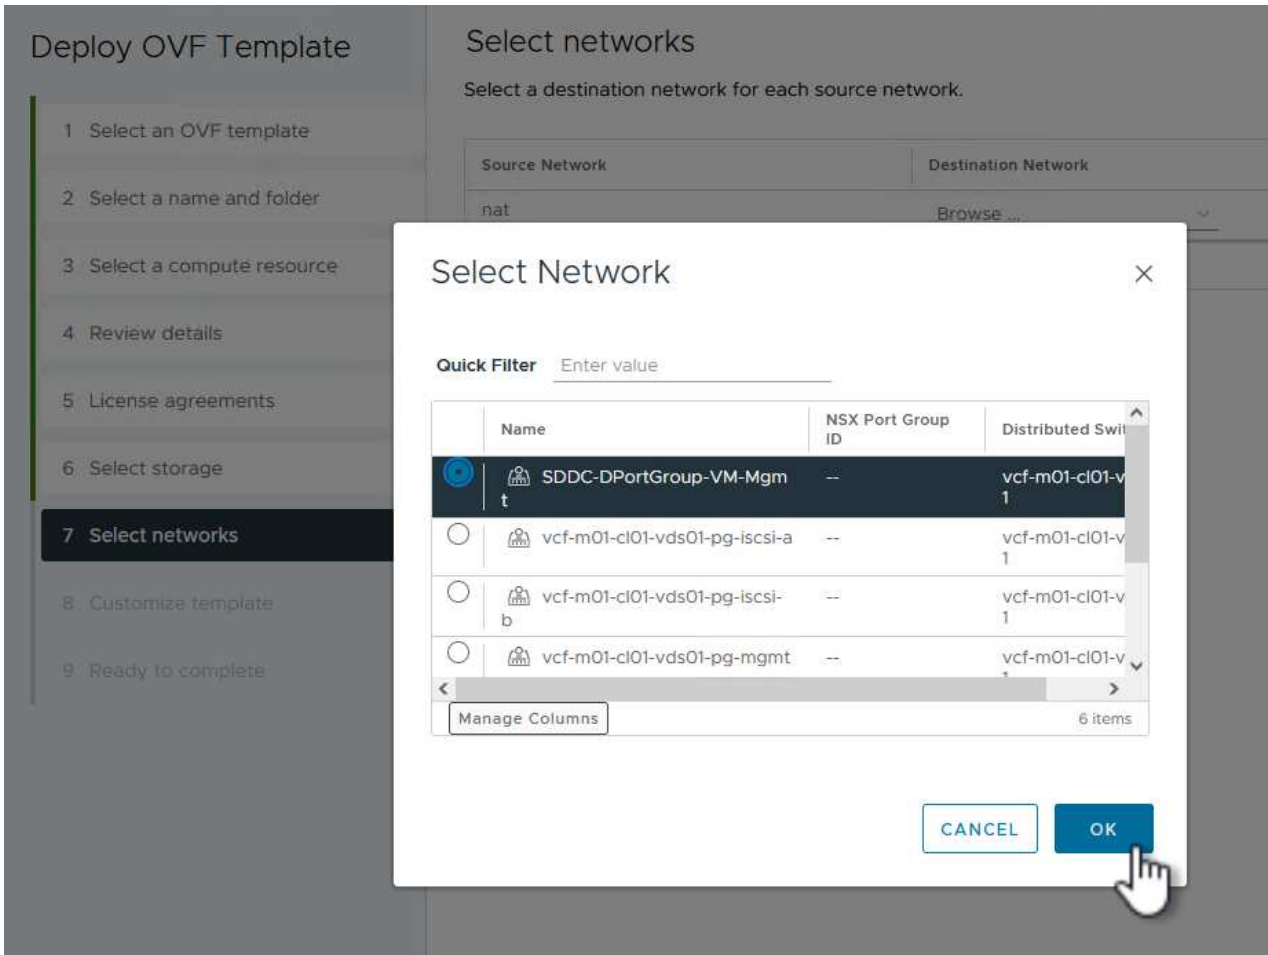 Deploy OVF Template
1 Select an OVF template
2 Select a name and folder
3 Select a compute resource
4 Review details
5 License agreements
6 Select storage
7 Select networks
8 Customize template
9 Ready to complete
Select networks
Select a destination network for each source network.
Source Network Destination Network
nat Browse ...
Select Network
Quick Filter Enter value
Name NSX Port Group Distributed Swit
ID
SDDC-DPortGroup-VM-Mgm -- vcf-m01-cl01-v
t 1
vcf-m01-cl01-vds01-pg-iscsi-a -- vcf-m01-cl01-v
1
vcf-m01-cl01-vds01-pg-iscsi- -- vcf-m01-cl01-v
b 1
vcf-m01-cl01-vds01-pg-mgmt -- vcf-m01-cl01-v
Manage Columns 6 items
CANCEL OK